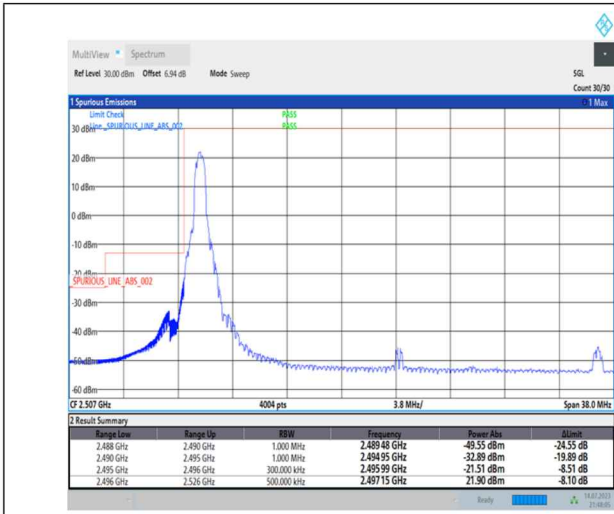 MultiView Spectrum
Ref Level 30.00 dBm Offset 6.94 dB Mode Sweep SGL
Count 30/30
1 Spurious Emissions 1 Max
Limit Check PASS
Line _SPURIOUS_LINE_ABS_002 PASS
30 dBm
20 dBm
10 dBm
0 dBm
-10 dBm
-20 dBm
_SPURIOUS_LINE_ABS_002
-30 dBm
-40 dBm
-50 dBm
-60 dBm
CF 2.507 GHz 4004 pts 3.8 MHz/ Span 38.0 MHz
2 Result Summary
Range Low Range Up RBW Frequency Power Abs ΔLimit
2.488 GHz 2.490 GHz 1.000 MHz 2.48948 GHz -49.55 dBm -24.55 dB
2.490 GHz 2.495 GHz 1.000 MHz 2.49495 GHz -32.89 dBm -19.89 dB
2.495 GHz 2.496 GHz 300.000 kHz 2.49599 GHz -21.51 dBm -8.51 dB
2.496 GHz 2.526 GHz 500.000 kHz 2.49715 GHz 21.90 dBm -8.10 dB
Ready
21:48:05